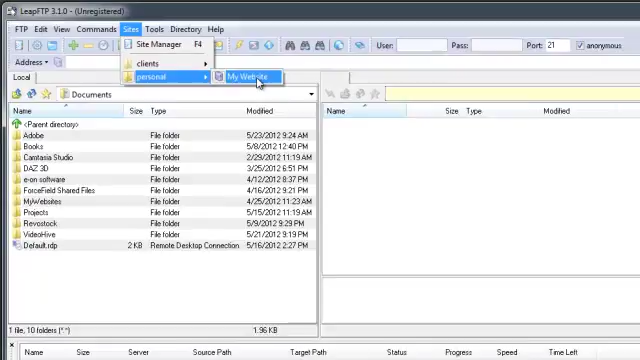 LeapFTP 3.1.0 - (Unregistered)
FTP Edit View Commands Sites Tools Directory Help
User: Pass: Port: 21 anonymous
Site Manager F4
Address
clients
personal My Website
Local
Documents
Name Size Type Modified
<Parent directory>
Adobe File folder 5/23/2012 9:24 AM
Books File folder 5/8/2012 12:40 PM
Camtasia Studio File folder 2/29/2012 11:19 AM
DAZ 3D File folder 3/25/2012 6:51 AM
e-on software File folder 4/12/2012 8:37 PM
ForceField Shared Files File folder 4/16/2012 9:21 PM
MyWebsites File folder 4/25/2012 11:23 AM
Projects File folder 5/15/2012 11:19 AM
Revostock File folder 5/23/2012 9:29 PM
VideoHive File folder 5/21/2012 9:19 PM
Default.rdp 2 KB Remote Desktop Connection 5/16/2012 2:27 PM
Name Size Type Modified
1 file, 10 folders (*.*) 1.96 KB
Name Size Server Source Path Target Path Status Progress Speed Time Left